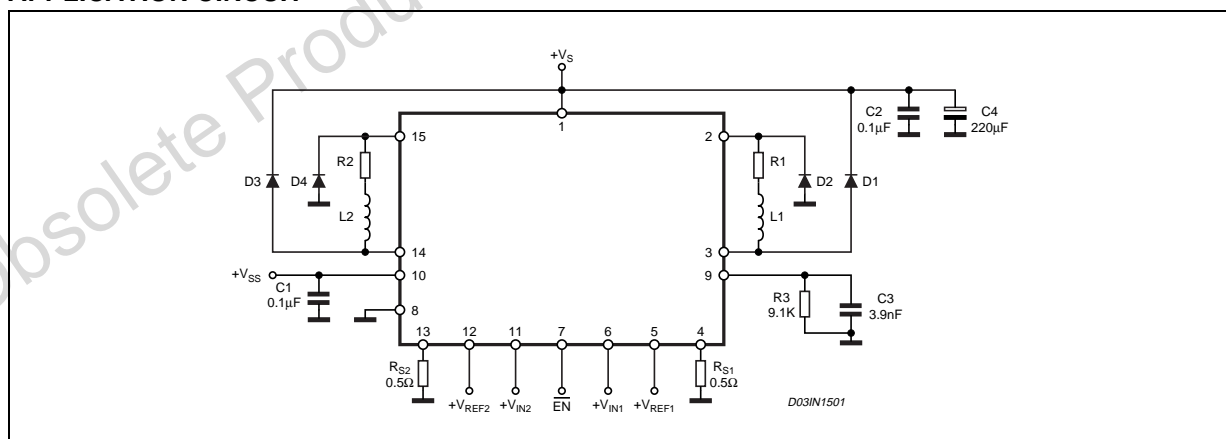 APPLICATION CIRCUIT
Obsolete Produ
+VS
1
15
2
C2
0.1µF
C4
220µF
R2
R1
D3
D4
D2
D1
L2
L1
14
3
+VSS
10
9
C1
0.1µF
R3
9.1K
C3
3.9nF
8
13
12
11
7
6
5
4
RS2
0.5Ω
RS1
0.5Ω
+VREF2
+VIN2
EN
+VIN1
+VREF1
D03IN1501